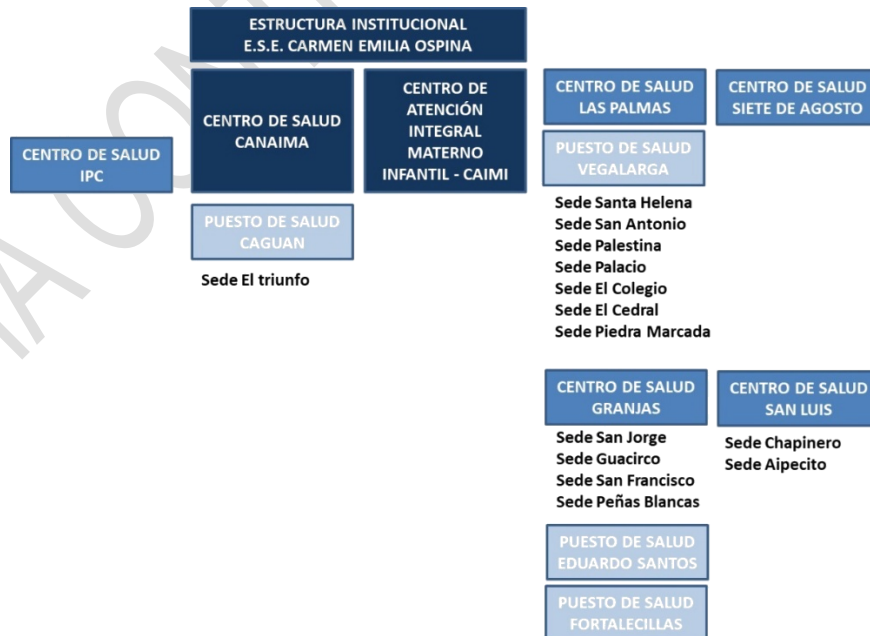 ESTRUCTURA INSTITUCIONAL
E.S.E. CARMEN EMILIA OSPINA
CENTRO DE SALUD
IPC
CENTRO DE SALUD
CANAIMA
PUESTO DE SALUD
CAGUAN
Sede El triunfo
CENTRO DE
ATENCIÓN
INTEGRAL
MATERNO
INFANTIL - CAIMI
CENTRO DE SALUD
LAS PALMAS
PUESTO DE SALUD
VEGALARGA
Sede Santa Helena
Sede San Antonio
Sede Palestina
Sede Palacio
Sede El Colegio
Sede El Cedral
Sede Piedra Marcada
CENTRO DE SALUD
SIETE DE AGOSTO
CENTRO DE SALUD
GRANJAS
Sede San Jorge
Sede Guacirco
Sede San Francisco
Sede Peñas Blancas
PUESTO DE SALUD
EDUARDO SANTOS
PUESTO DE SALUD
FORTALECILLAS
CENTRO DE SALUD
SAN LUIS
Sede Chapinero
Sede Aipecito